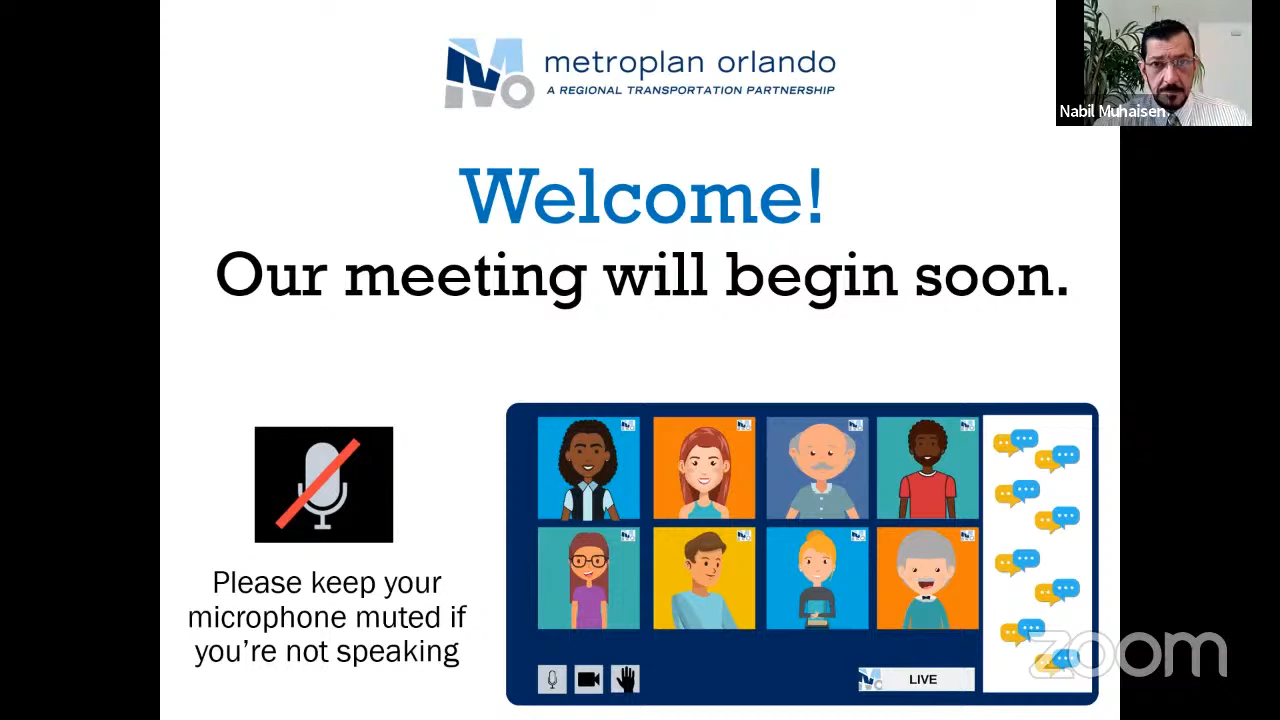 metroplan orlando
A REGIONAL TRANSPORTATION PARTNERSHIP
Nabil Muhaisen
Welcome!
Our meeting will begin soon.
Please keep your
microphone muted if
you're not speaking
LIVE
zoom